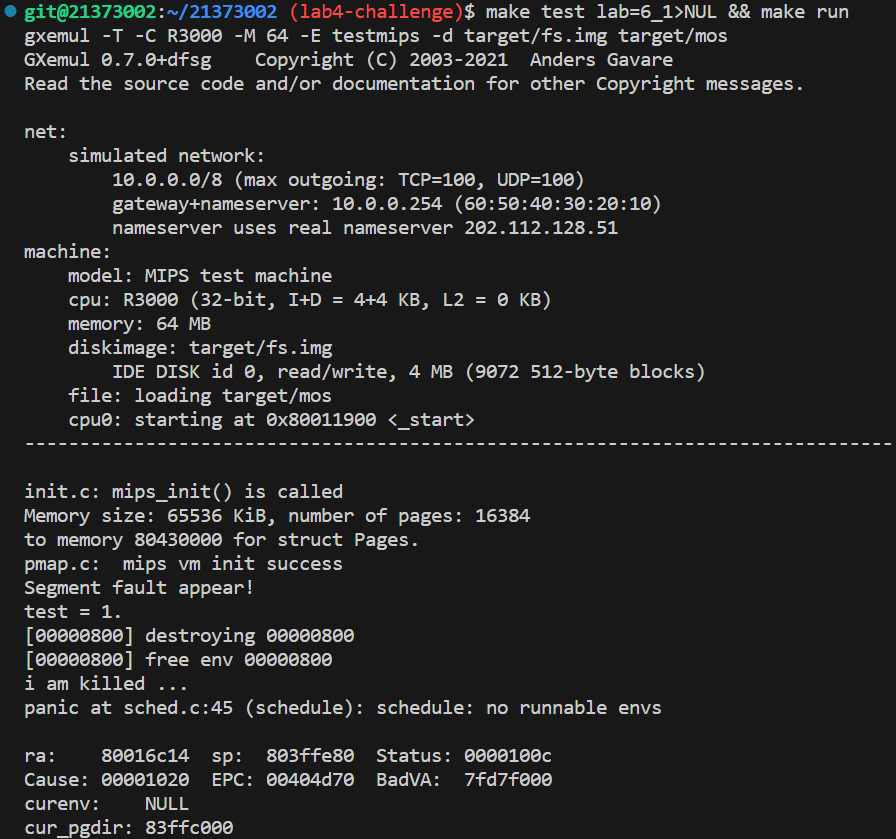 git@21373002:~/21373002 (lab4-challenge)$ make test lab=6_1>NUL && make run
gxemul -T -C R3000 -M 64 -E testmips -d target/fs.img target/mos
GXemul 0.7.0+dfsg    Copyright (C) 2003-2021  Anders Gavare
Read the source code and/or documentation for other Copyright messages.

net:
    simulated network:
        10.0.0.0/8 (max outgoing: TCP=100, UDP=100)
        gateway+nameserver: 10.0.0.254 (60:50:40:30:20:10)
        nameserver uses real nameserver 202.112.128.51
machine:
    model: MIPS test machine
    cpu: R3000 (32-bit, I+D = 4+4 KB, L2 = 0 KB)
    memory: 64 MB
    diskimage: target/fs.img
        IDE DISK id 0, read/write, 4 MB (9072 512-byte blocks)
    file: loading target/mos
    cpu0: starting at 0x80011900 <_start>
-------------------------------------------------------------------------------

init.c: mips_init() is called
Memory size: 65536 KiB, number of pages: 16384
to memory 80430000 for struct Pages.
pmap.c:  mips vm init success
Segment fault appear!
test = 1.
[00000800] destroying 00000800
[00000800] free env 00000800
i am killed ...
panic at sched.c:45 (schedule): schedule: no runnable envs

ra:    80016c14  sp:  803ffe80  Status: 0000100c
Cause: 00001020  EPC: 00404d70  BadVA:  7fd7f000
curenv:    NULL
cur_pgdir: 83ffc000